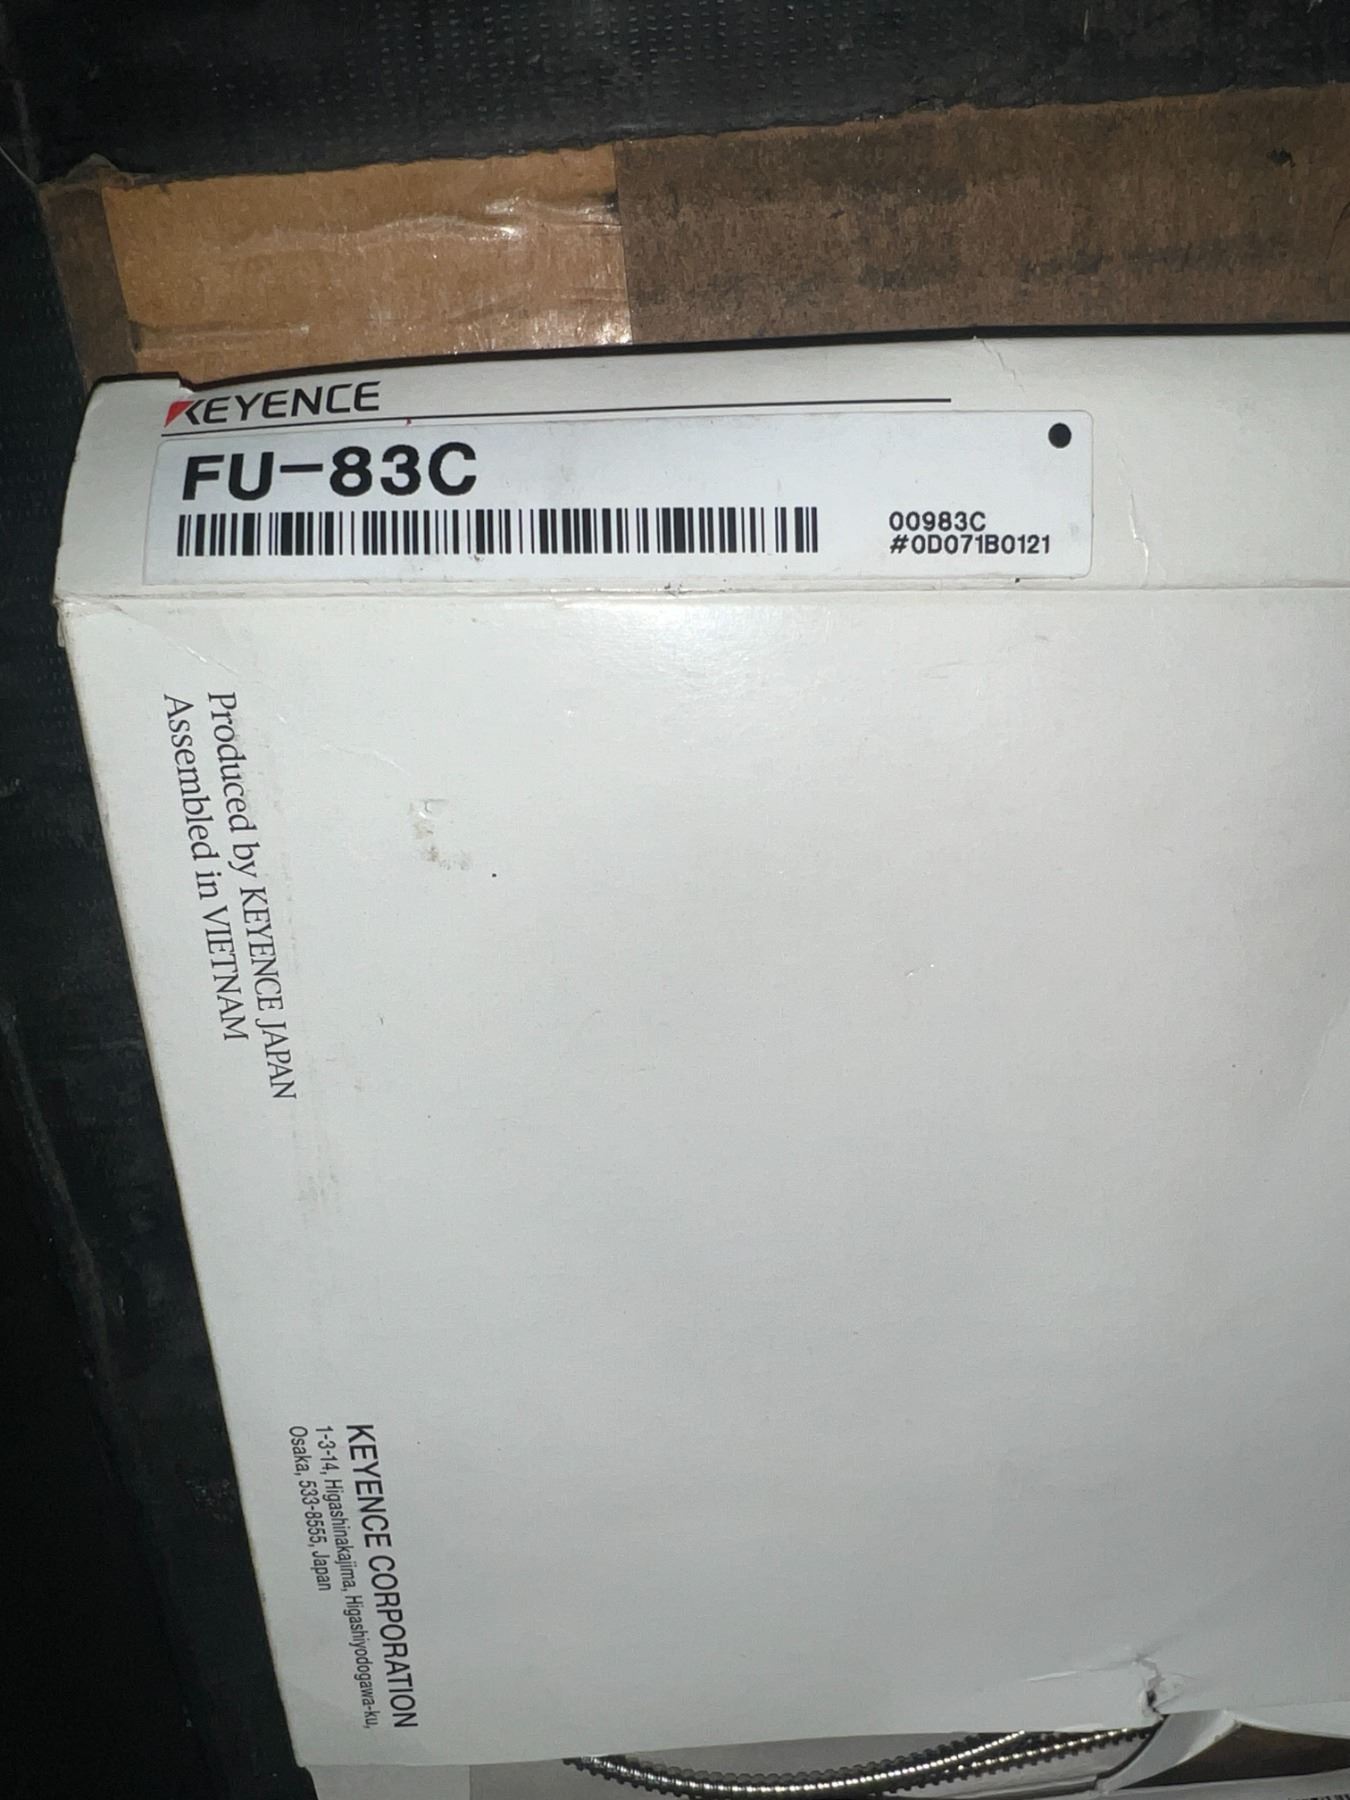 KEYENCE
FU-83C
00983C
#0D071B0121
Produced by KEYENCE JAPAN
Assembled in VIETNAM
KEYENCE CORPORATION
1-3-14, Higashinakajima, Higashiyodogawa-ku,
Osaka, 533-8555, Japan